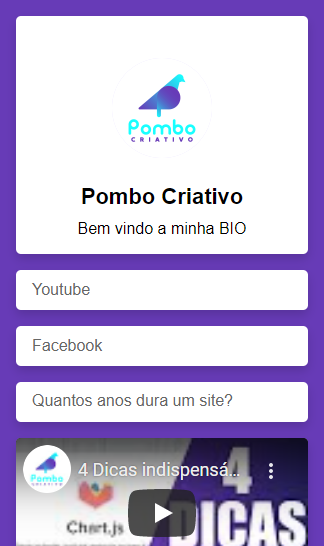 Pombo
CRIATIVO
Pombo Criativo
Bem vindo a minha BIO
Youtube
Facebook
Quantos anos dura um site?
Pombo
CRIATIVO
4 Dicas indispensá...
4
Chart.js
DICAS